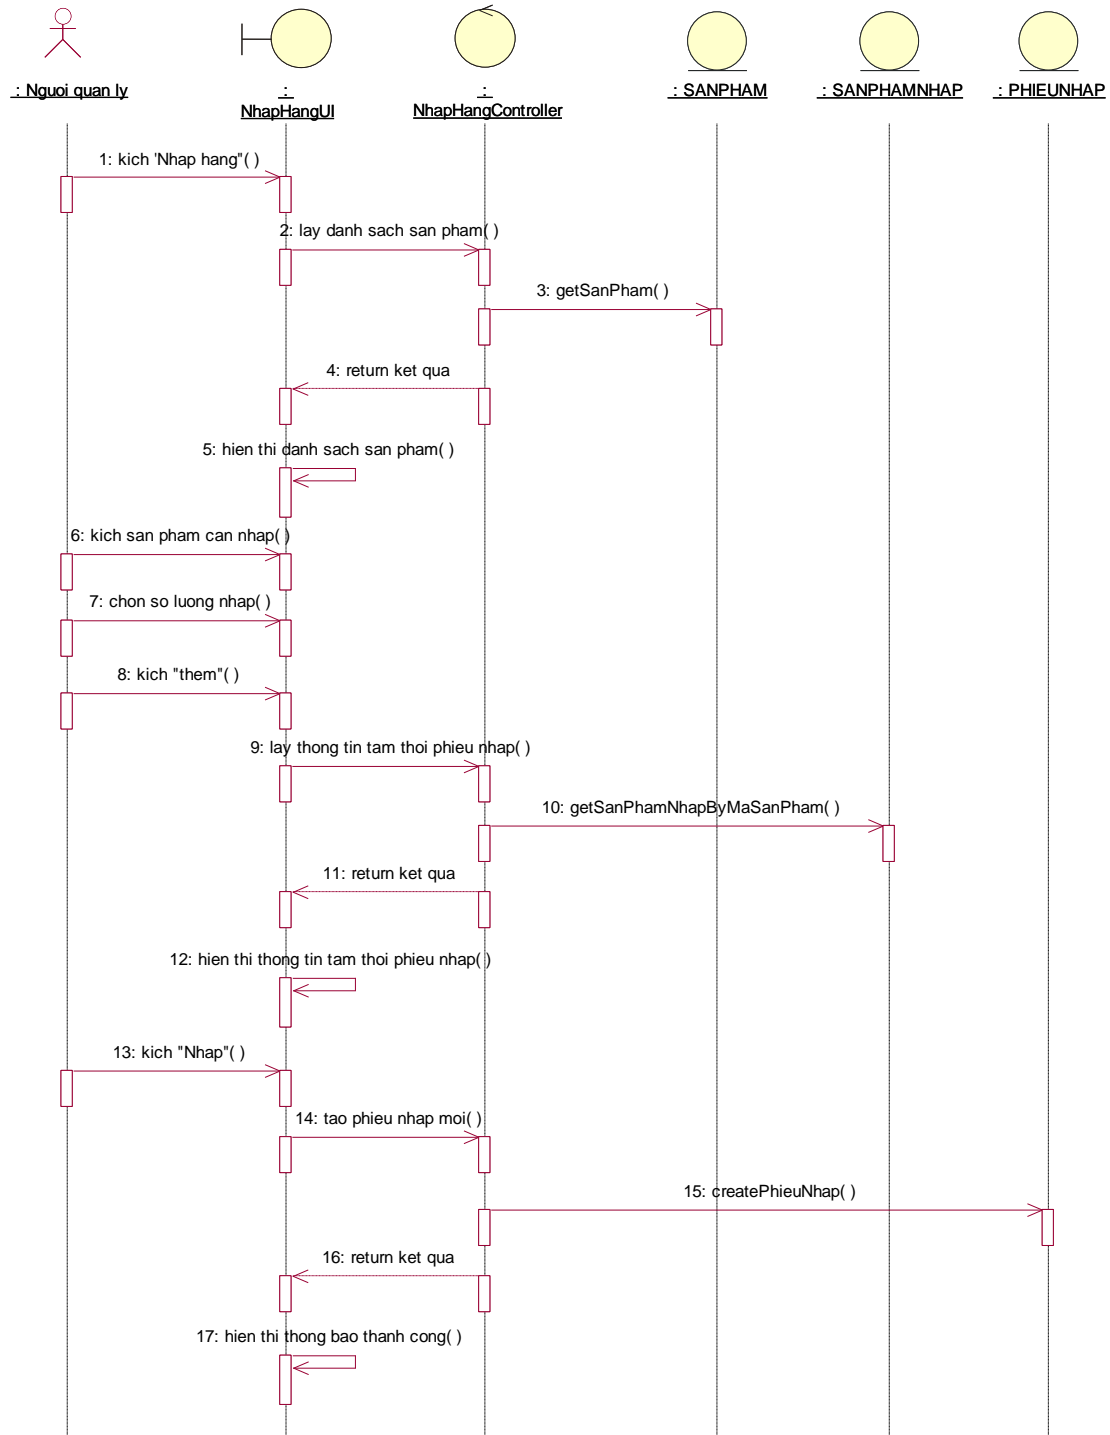 : Nguoi quan ly
:
NhapHangUI
:
NhapHangController
: SANPHAM
: SANPHAMNHAP
: PHIEUNHAP
1: kich 'Nhap hang"( )
2: lay danh sach san pham( )
3: getSanPham( )
4: return ket qua
5: hien thi danh sach san pham( )
6: kich san pham can nhap( )
7: chon so luong nhap( )
8: kich "them"( )
9: lay thong tin tam thoi phieu nhap( )
10: getSanPhamNhapByMaSanPham( )
11: return ket qua
12: hien thi thong tin tam thoi phieu nhap( )
13: kich "Nhap"( )
14: tao phieu nhap moi( )
15: createPhieuNhap( )
16: return ket qua
17: hien thi thong bao thanh cong( )